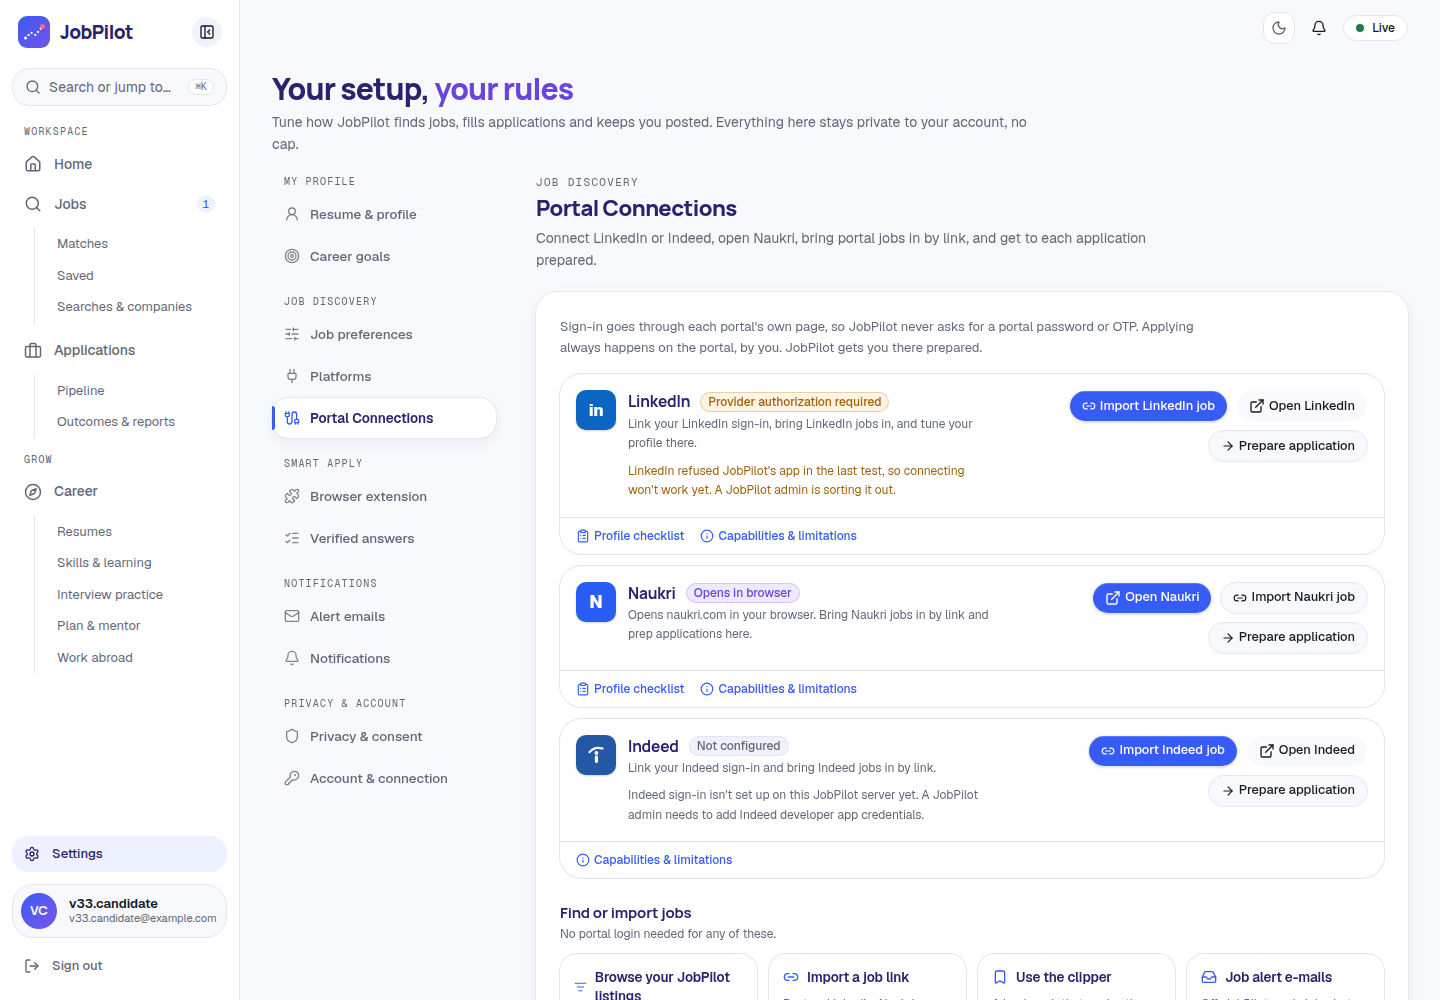 JobPilot
Search or jump to...
⌘K
WORKSPACE
Home
Jobs
1
Matches
Saved
Searches & companies
Applications
Pipeline
Outcomes & reports
GROW
Career
Resumes
Skills & learning
Interview practice
Plan & mentor
Work abroad
Settings
VC
v33.candidate
v33.candidate@example.com
Sign out
Live
Your setup, your rules
Tune how JobPilot finds jobs, fills applications and keeps you posted. Everything here stays private to your account, no
cap.
MY PROFILE
Resume & profile
Career goals
JOB DISCOVERY
Job preferences
Platforms
Portal Connections
SMART APPLY
Browser extension
Verified answers
NOTIFICATIONS
Alert emails
Notifications
PRIVACY & ACCOUNT
Privacy & consent
Account & connection
JOB DISCOVERY
Portal Connections
Connect LinkedIn or Indeed, open Naukri, bring portal jobs in by link, and get to each application
prepared.
Sign-in goes through each portal's own page, so JobPilot never asks for a portal password or OTP. Applying
always happens on the portal, by you. JobPilot gets you there prepared.
in
LinkedIn
Provider authorization required
Link your LinkedIn sign-in, bring LinkedIn jobs in, and tune your
profile there.
LinkedIn refused JobPilot's app in the last test, so connecting
won't work yet. A JobPilot admin is sorting it out.
Import LinkedIn job
Open LinkedIn
Prepare application
Profile checklist
Capabilities & limitations
N
Naukri
Opens in browser
Opens naukri.com in your browser. Bring Naukri jobs in by link and
prep applications here.
Open Naukri
Import Naukri job
Prepare application
Profile checklist
Capabilities & limitations
Indeed
Not configured
Link your Indeed sign-in and bring Indeed jobs in by link.
Indeed sign-in isn't set up on this JobPilot server yet. A JobPilot
admin needs to add Indeed developer app credentials.
Import Indeed job
Open Indeed
Prepare application
Capabilities & limitations
Find or import jobs
No portal login needed for any of these.
Browse your JobPilot
listings
Import a job link
Use the clipper
Job alert e-mails